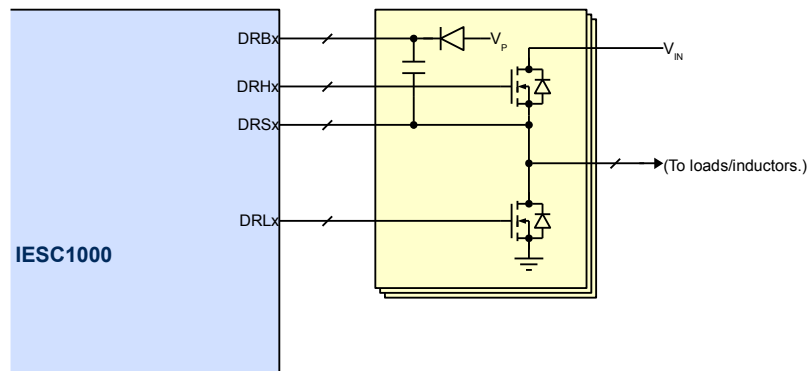 DRBx
V_P
V_IN
DRHx
DRSx
(To loads/inductors.)
DRLx
IESC1000